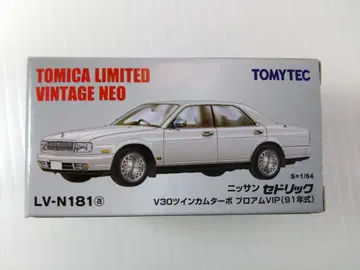 TOMICA LIMITED
VINTAGE NEO
TOMYTEC
S=1/64
ニッサン セドリック
LV-N181ⓐ
V30ツインカムターボ ブロアムVIP(91年式)